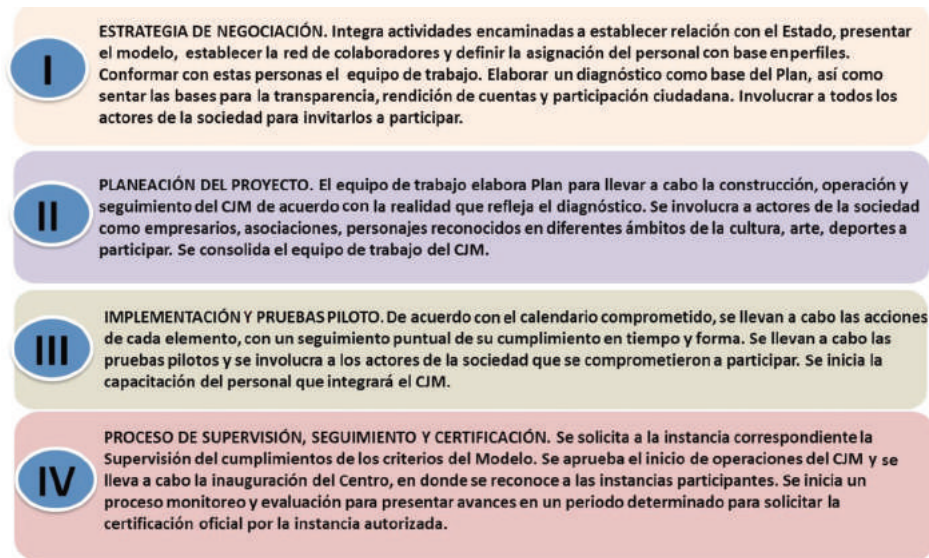 I
ESTRATEGIA DE NEGOCIACIÓN. Integra actividades encaminadas a establecer relación con el Estado, presentar
el modelo, establecer la red de colaboradores y definir la asignación del personal con base en perfiles.
Conformar con estas personas el equipo de trabajo. Elaborar un diagnóstico como base del Plan, así como
sentar las bases para la transparencia, rendición de cuentas y participación ciudadana. Involucrar a todos los
actores de la sociedad para invitarlos a participar.
II
PLANEACIÓN DEL PROYECTO. El equipo de trabajo elabora Plan para llevar a cabo la construcción, operación y
seguimiento del CJM de acuerdo con la realidad que refleja el diagnóstico. Se involucra a actores de la sociedad
como empresarios, asociaciones, personajes reconocidos en diferentes ámbitos de la cultura, arte, deportes a
participar. Se consolida el equipo de trabajo del CJM.
III
IMPLEMENTACIÓN Y PRUEBAS PILOTO. De acuerdo con el calendario comprometido, se llevan a cabo las acciones
de cada elemento, con un seguimiento puntual de su cumplimiento en tiempo y forma. Se llevan a cabo las
pruebas pilotos y se involucra a los actores de la sociedad que se comprometieron a participar. Se inicia la
capacitación del personal que integrará el CJM.
IV
PROCESO DE SUPERVISIÓN, SEGUIMIENTO Y CERTIFICACIÓN. Se solicita a la instancia correspondiente la
Supervisión del cumplimientos de los criterios del Modelo. Se aprueba el inicio de operaciones del CJM y se
lleva a cabo la inauguración del Centro, en donde se reconoce a las instancias participantes. Se inicia un
proceso monitoreo y evaluación para presentar avances en un periodo determinado para solicitar la
certificación oficial por la instancia autorizada.